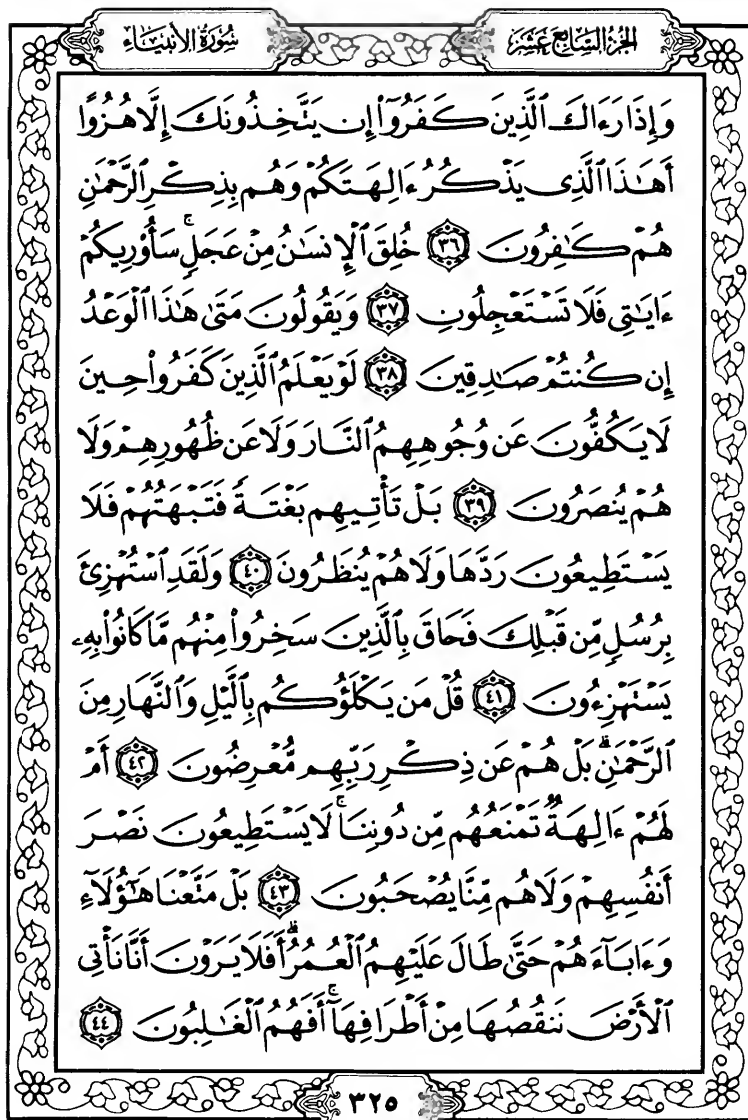 الجزء السابع عشر
سورة الأنبياء
وَإِذَا رَءَاكَ ٱلَّذِينَ كَفَرُوٓا۟ إِن يَتَّخِذُونَكَ إِلَّا هُزُوًا
أَهَٰذَا ٱلَّذِى يَذْكُرُ ءَالِهَتَكُمْ وَهُم بِذِكْرِ ٱلرَّحْمَٰنِ
هُمْ كَٰفِرُونَ ٣٦ خُلِقَ ٱلْإِنسَٰنُ مِنْ عَجَلٍۚ سَأُو۟رِيكُمْ
ءَايَٰتِى فَلَا تَسْتَعْجِلُونِ ٣٧ وَيَقُولُونَ مَتَىٰ هَٰذَا ٱلْوَعْدُ
إِن كُنتُمْ صَٰدِقِينَ ٣٨ لَوْ يَعْلَمُ ٱلَّذِينَ كَفَرُوا۟ حِينَ
لَا يَكُفُّونَ عَن وُجُوهِهِمُ ٱلنَّارَ وَلَا عَن ظُهُورِهِمْ وَلَا
هُمْ يُنصَرُونَ ٣٩ بَلْ تَأْتِيهِم بَغْتَةً فَتَبْهَتُهُمْ فَلَا
يَسْتَطِيعُونَ رَدَّهَا وَلَا هُمْ يُنظَرُونَ ٤٠ وَلَقَدِ ٱسْتُهْزِئَ
بِرُسُلٍ مِّن قَبْلِكَ فَحَاقَ بِٱلَّذِينَ سَخِرُوا۟ مِنْهُم مَّا كَانُوا۟ بِهِۦ
يَسْتَهْزِءُونَ ٤١ قُلْ مَن يَكْلَؤُكُم بِٱلَّيْلِ وَٱلنَّهَارِ مِنَ
ٱلرَّحْمَٰنِۗ بَلْ هُمْ عَن ذِكْرِ رَبِّهِم مُّعْرِضُونَ ٤٢ أَمْ
لَهُمْ ءَالِهَةٌ تَمْنَعُهُم مِّن دُونِنَاۚ لَا يَسْتَطِيعُونَ نَصْرَ
أَنفُسِهِمْ وَلَا هُم مِّنَّا يُصْحَبُونَ ٤٣ بَلْ مَتَّعْنَا هَٰٓؤُلَآءِ
وَءَابَآءَهُمْ حَتَّىٰ طَالَ عَلَيْهِمُ ٱلْعُمُرُۗ أَفَلَا يَرَوْنَ أَنَّا نَأْتِى
ٱلْأَرْضَ نَنقُصُهَا مِنْ أَطْرَافِهَآۚ أَفَهُمُ ٱلْغَٰلِبُونَ ٤٤
٣٢٥